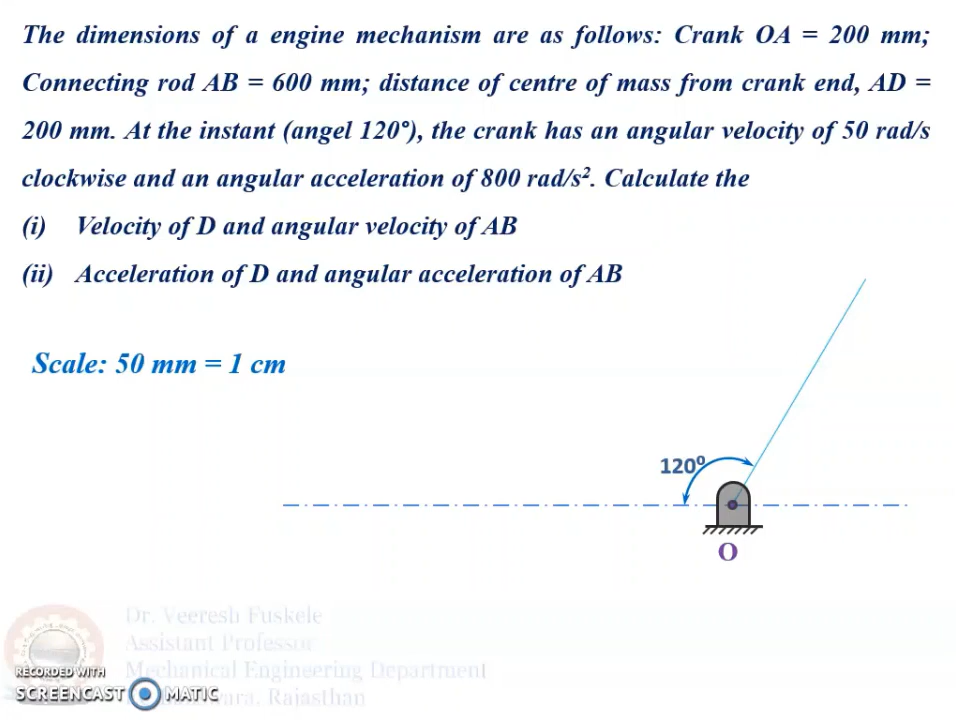 The dimensions of a engine mechanism are as follows: Crank OA = 200 mm;
Connecting rod AB = 600 mm; distance of centre of mass from crank end, AD =
200 mm. At the instant (angel 120°), the crank has an angular velocity of 50 rad/s
clockwise and an angular acceleration of 800 rad/s². Calculate the
(i) Velocity of D and angular velocity of AB
(ii) Acceleration of D and angular acceleration of AB
Scale: 50 mm = 1 cm
120⁰
O
Dr. Veeresh Fuskele
Assistant Professor
Mechanical Engineering Department
Rajasthan
RECORDED WITH
SCREENCAST MATIC